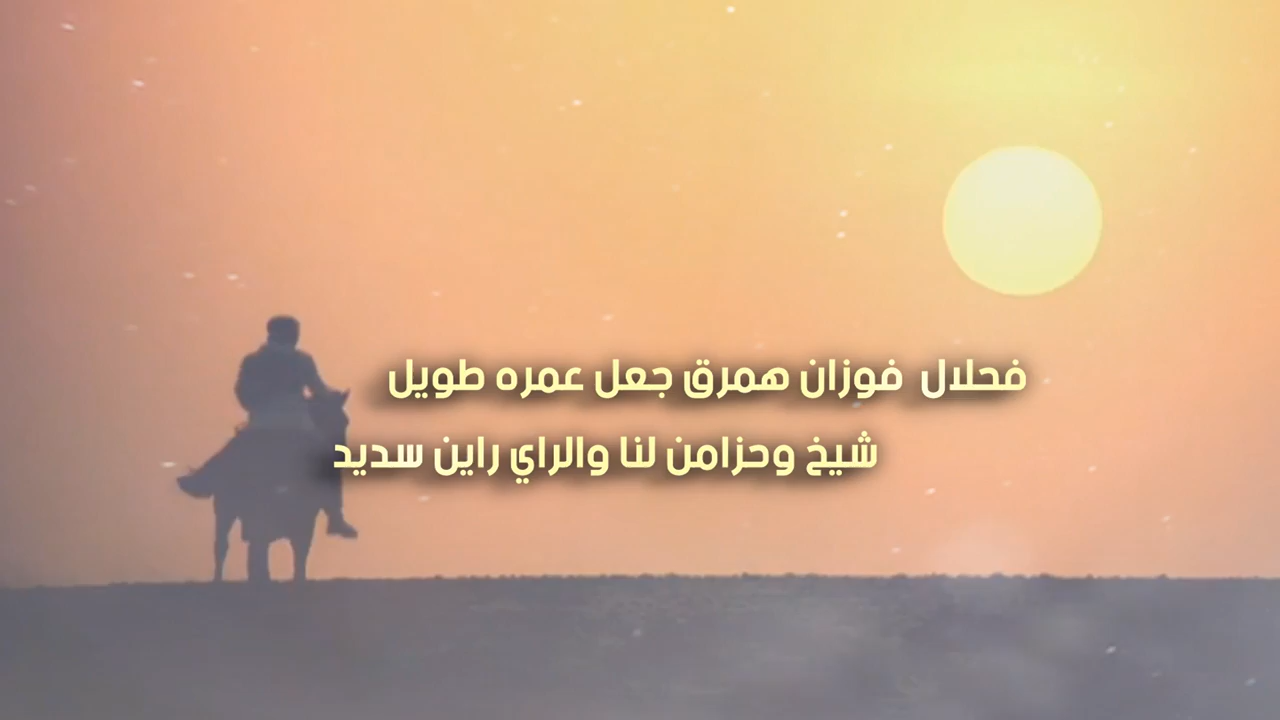 فحلال فوزان همرق جعل عمره طويل
شيخ وحزامن لنا والراي راين سديد